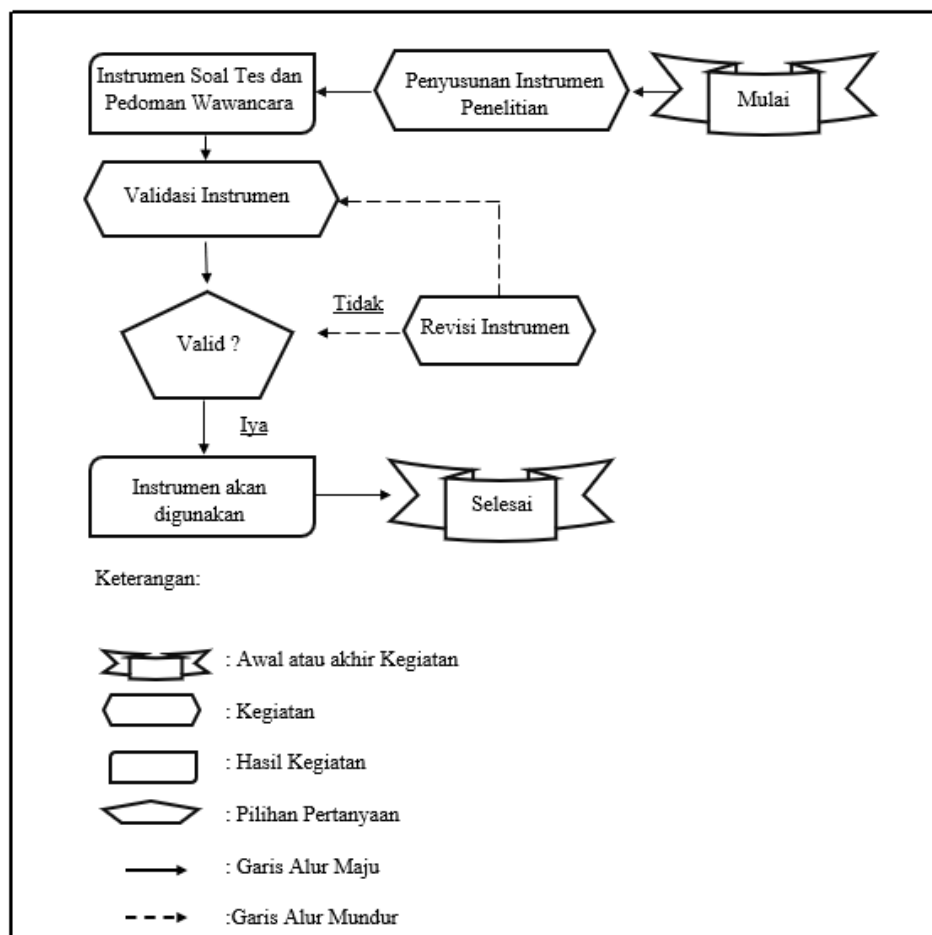 Instrumen Soal Tes dan
Pedoman Wawancara
Penyusunan Instrumen
Penelitian
Mulai
Validasi Instrumen
Tidak
Revisi Instrumen
Valid ?
Iya
Instrumen akan
digunakan
Selesai
Keterangan:
: Awal atau akhir Kegiatan
: Kegiatan
: Hasil Kegiatan
: Pilihan Pertanyaan
: Garis Alur Maju
:Garis Alur Mundur